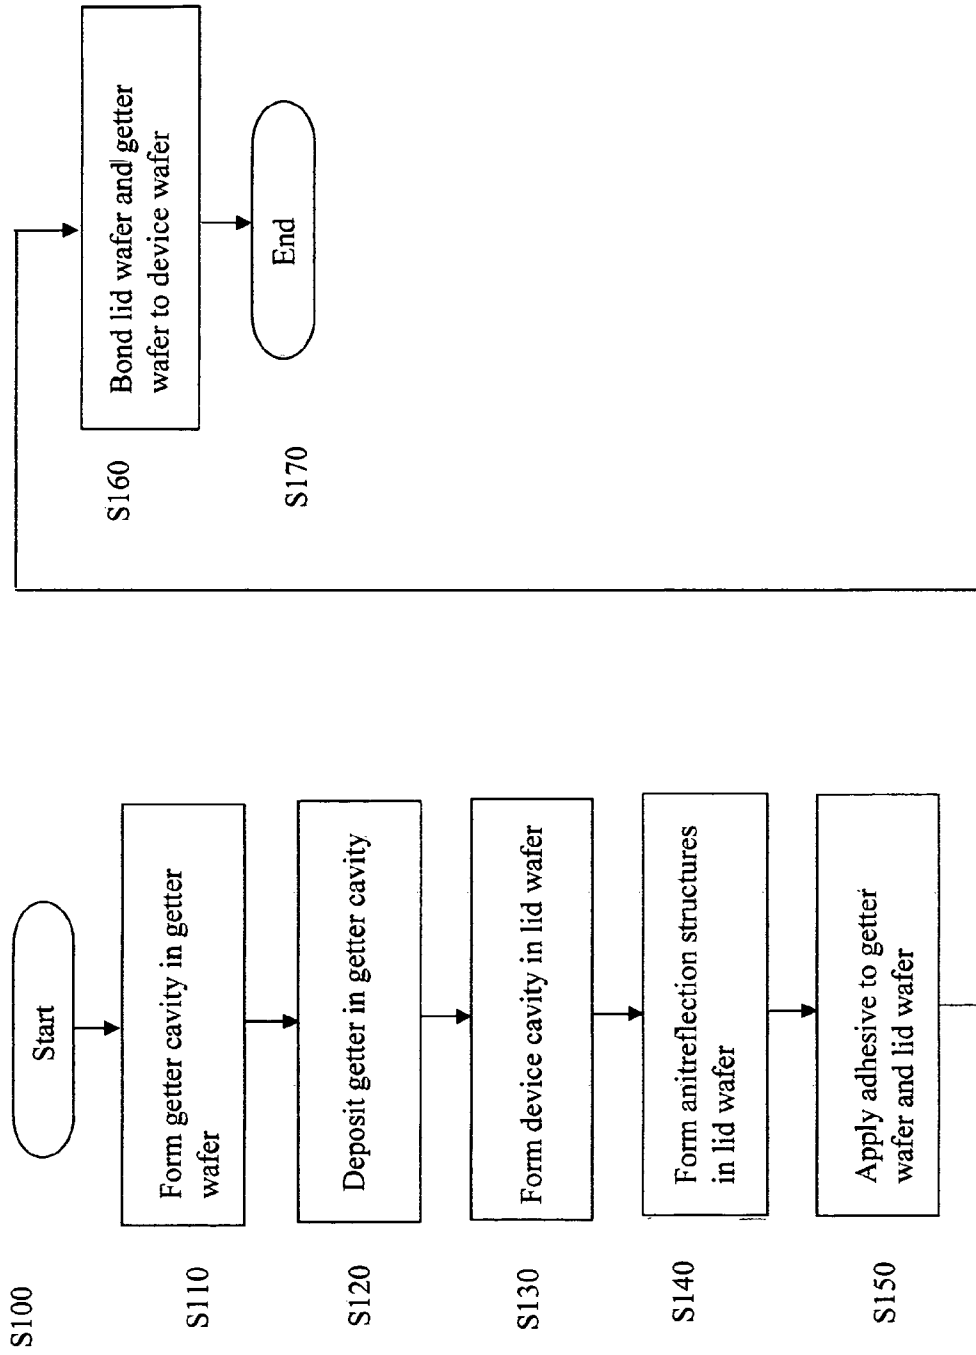 S100
Start
S110
Form getter cavity in getter
wafer
S120
Deposit getter in getter cavity
S130
Form device cavity in lid wafer
S140
Form anitreflection structures
in lid wafer
S150
Apply adhesive to getter
wafer and lid wafer
S160
Bond lid wafer and getter
wafer to device wafer
S170
End